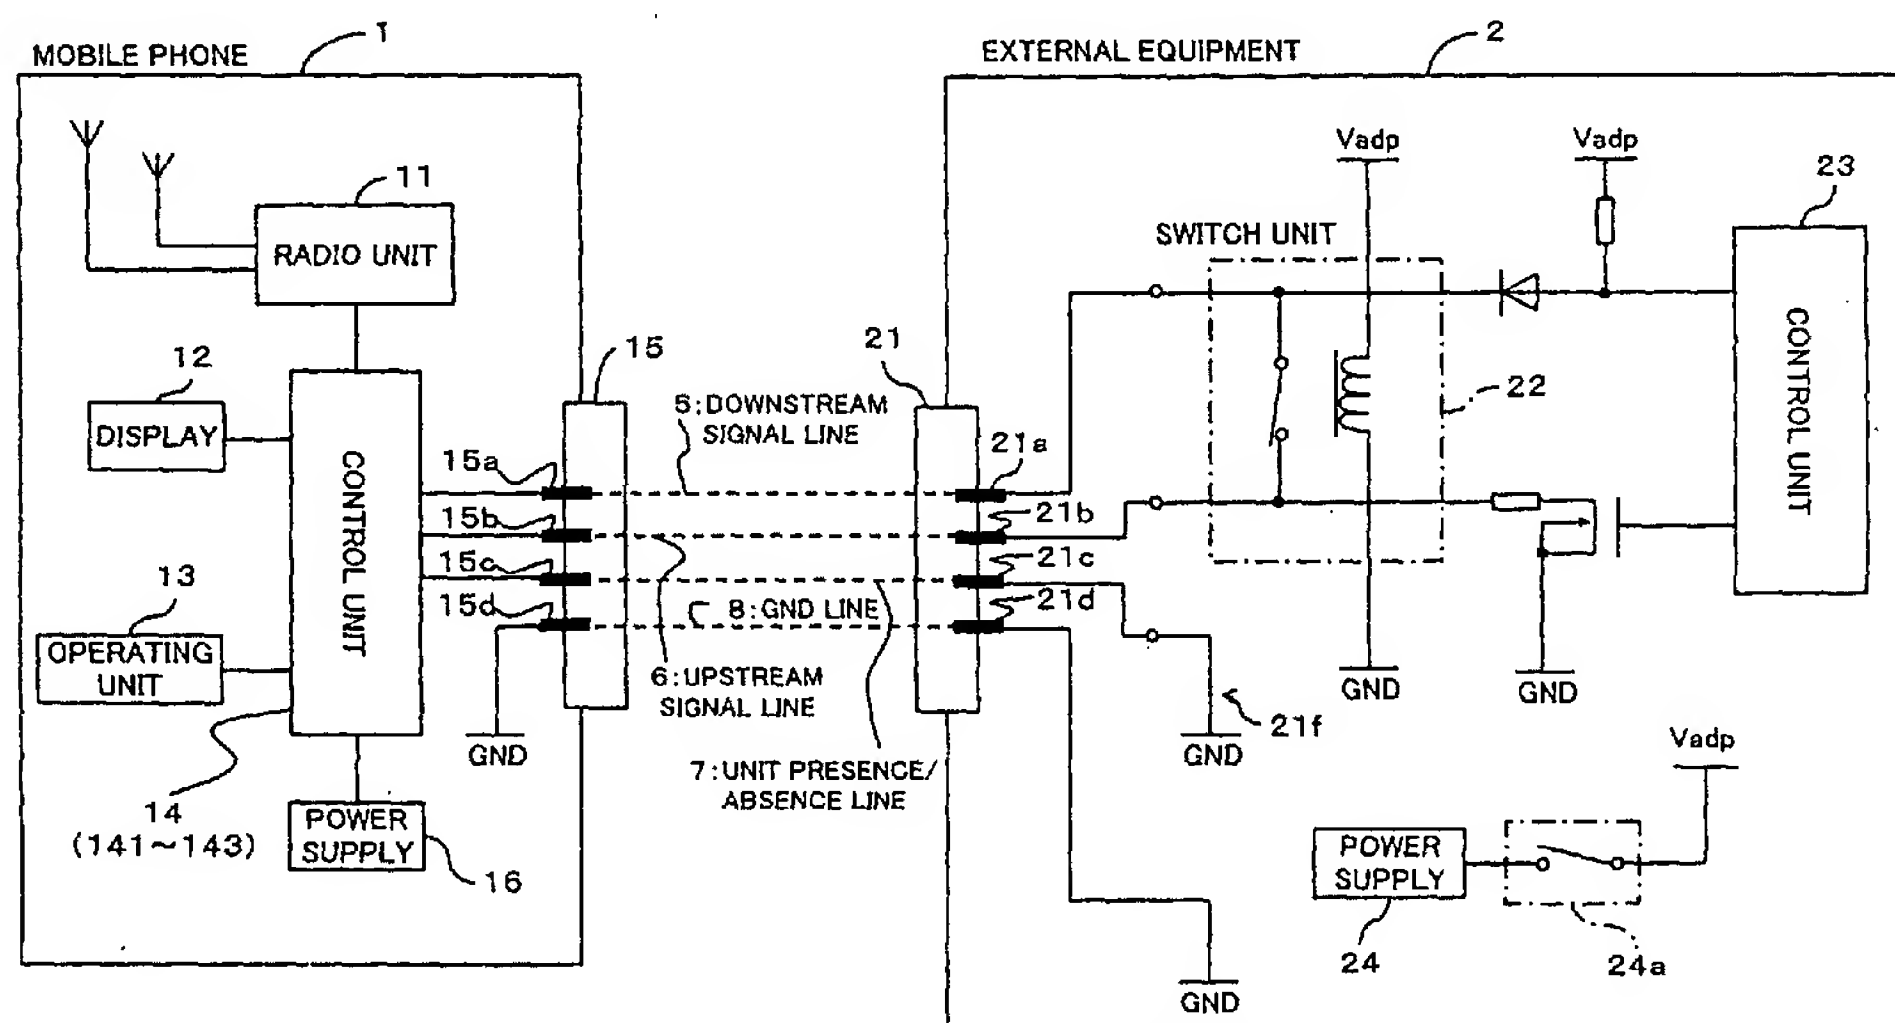 MOBILE PHONE
1
11
RADIO UNIT
12
DISPLAY
CONTROL UNIT
13
OPERATING
UNIT
14
(141~143)
POWER
SUPPLY
16
15
15a
15b
15c
15d
GND
5:DOWNSTREAM
SIGNAL LINE
8:GND LINE
6:UPSTREAM
SIGNAL LINE
7:UNIT PRESENCE/
ABSENCE LINE
EXTERNAL EQUIPMENT
2
21
21a
21b
21c
21d
21f
GND
GND
SWITCH UNIT
Vadp
22
GND
Vadp
23
CONTROL UNIT
GND
Vadp
POWER
SUPPLY
24
24a